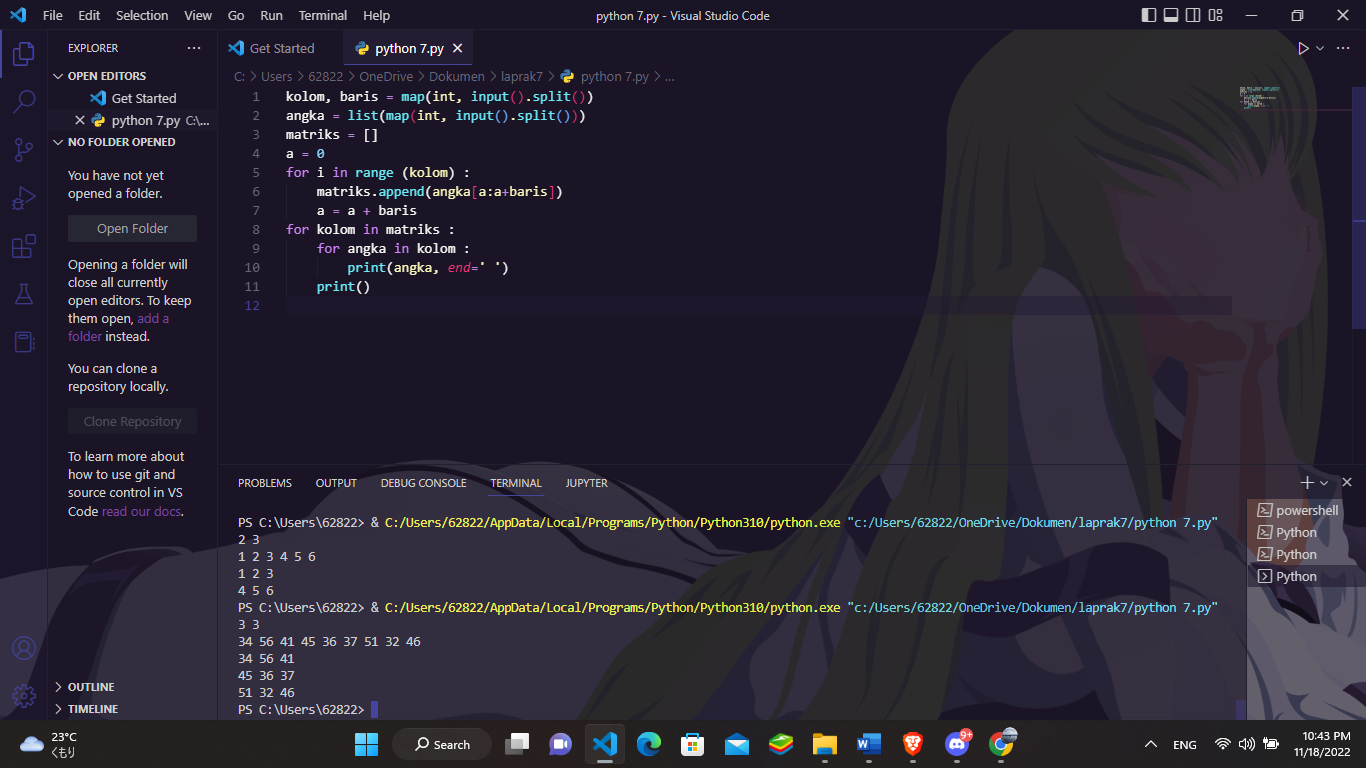 File Edit Selection View Go Run Terminal Help
python 7.py - Visual Studio Code
EXPLORER
OPEN EDITORS
Get Started
python 7.py C:\...
NO FOLDER OPENED
You have not yet
opened a folder.
Open Folder
Opening a folder will
close all currently
open editors. To keep
them open, add a
folder instead.
You can clone a
repository locally.
Clone Repository
To learn more about
how to use git and
source control in VS
Code read our docs.
OUTLINE
TIMELINE
Get Started
python 7.py
C: > Users > 62822 > OneDrive > Dokumen > laprak7 > python 7.py > ...
1 kolom, baris = map(int, input().split())
2 angka = list(map(int, input().split()))
3 matriks = []
4 a = 0
5 for i in range (kolom) :
6 matriks.append(angka[a:a+baris])
7 a = a + baris
8 for kolom in matriks :
9 for angka in kolom :
10 print(angka, end=' ')
11 print()
12
PROBLEMS OUTPUT DEBUG CONSOLE TERMINAL JUPYTER
PS C:\Users\62822> & C:/Users/62822/AppData/Local/Programs/Python/Python310/python.exe "c:/Users/62822/OneDrive/Dokumen/laprak7/python 7.py"
2 3
1 2 3 4 5 6
1 2 3
4 5 6
PS C:\Users\62822> & C:/Users/62822/AppData/Local/Programs/Python/Python310/python.exe "c:/Users/62822/OneDrive/Dokumen/laprak7/python 7.py"
3 3
34 56 41 45 36 37 51 32 46
34 56 41
45 36 37
51 32 46
PS C:\Users\62822>
powershell
Python
Python
Python
23°C
くもり
Search
9+
ENG
10:43 PM
11/18/2022